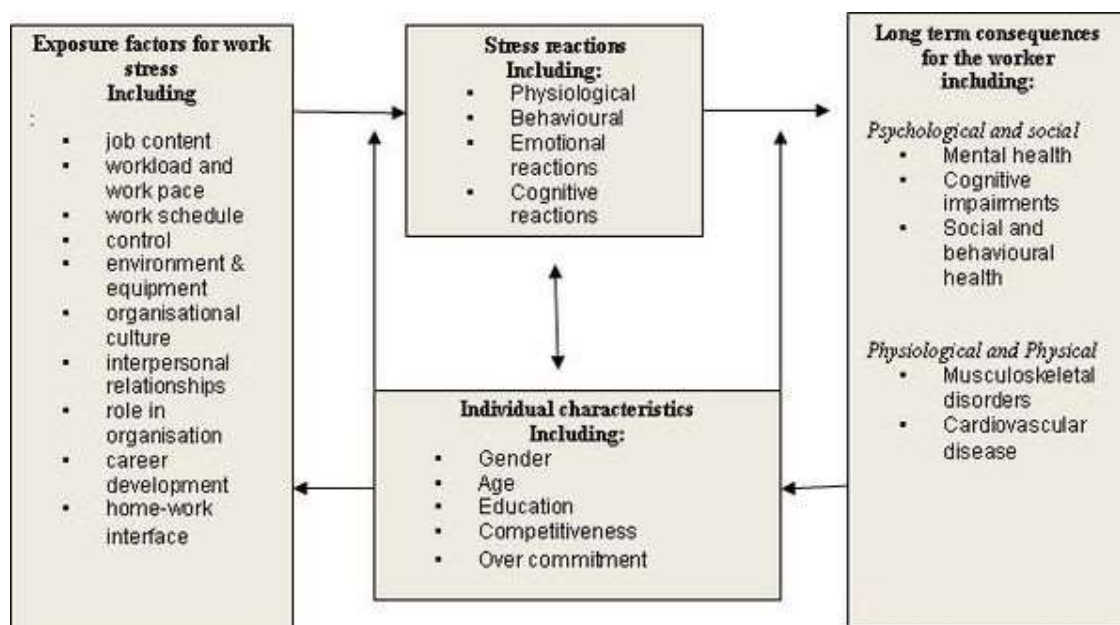 Exposure factors for work
stress
Including
:
▪ job content
▪ workload and
work pace
▪ work schedule
▪ control
▪ environment &
equipment
▪ organisational
culture
▪ interpersonal
relationships
▪ role in
organisation
▪ career
development
▪ home-work
interface
Stress reactions
Including:
▪ Physiological
▪ Behavioural
▪ Emotional
reactions
▪ Cognitive
reactions
Individual characteristics
Including:
▪ Gender
▪ Age
▪ Education
▪ Competitiveness
▪ Over commitment
Long term consequences
for the worker
including:
Psychological and social
▪ Mental health
▪ Cognitive
impairments
▪ Social and
behavioural
health
Physiological and Physical
▪ Musculoskeletal
disorders
▪ Cardiovascular
disease